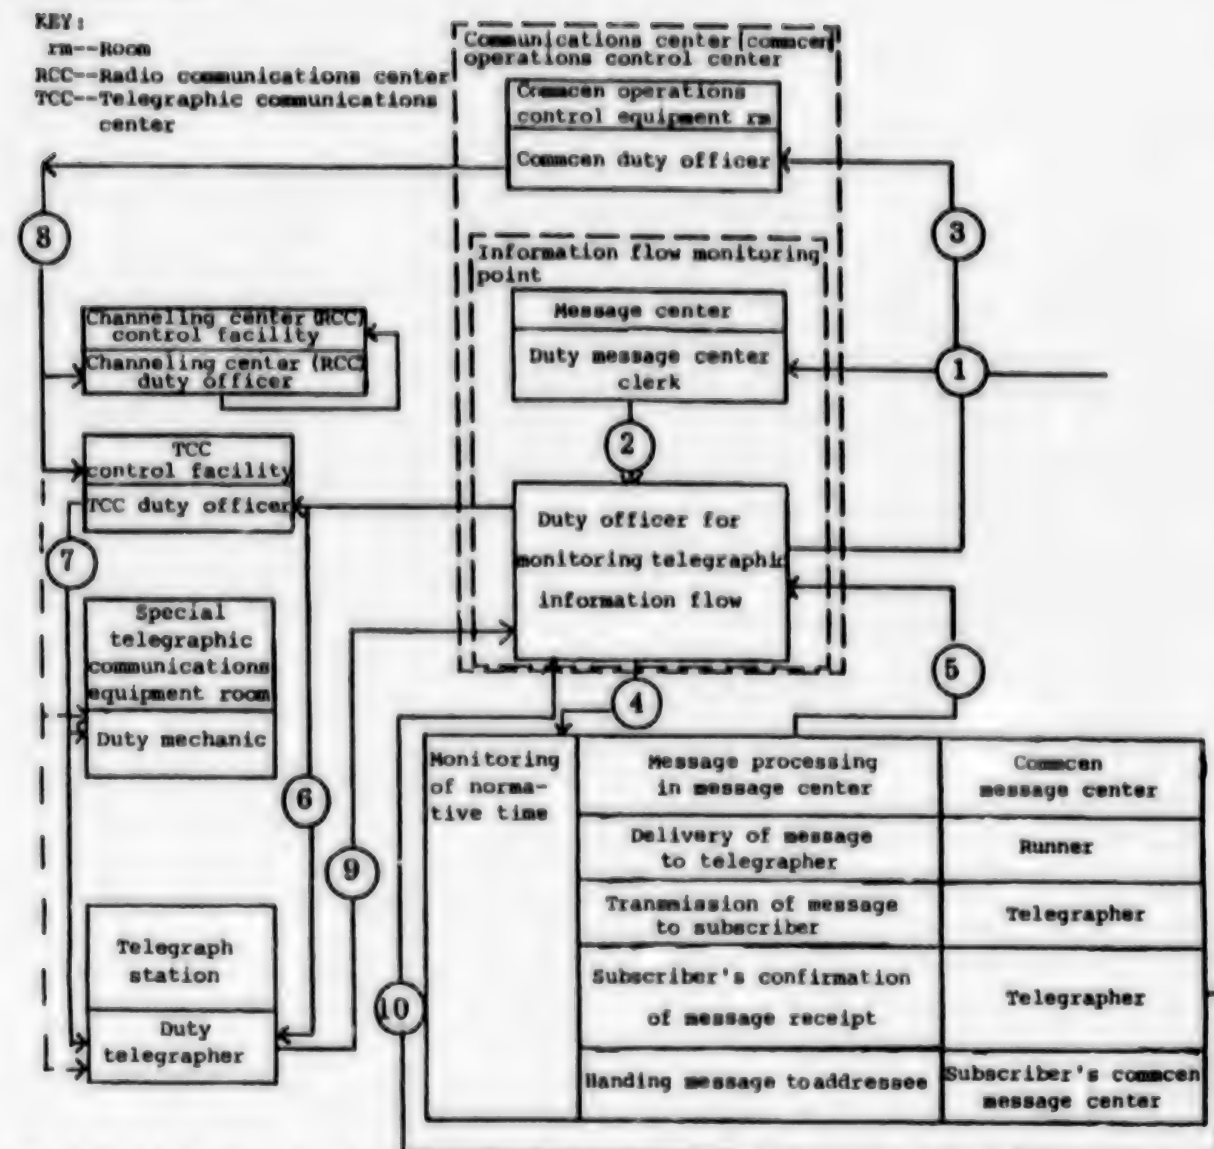 KEY:
rm--Room
RCC--Radio communications center
TCC--Telegraphic communications
center
Communications center [commcen]
operations control center
Commcen operations
control equipment rm
Commcen duty officer
3
8
Information flow monitoring
point
Message center
Duty message center
clerk
1
2
Channeling center (RCC)
control facility
Channeling center (RCC)
duty officer
TCC
control facility
TCC duty officer
7
Duty officer for
monitoring telegraphic
information flow
5
4
Special
telegraphic
communications
equipment room
Duty mechanic
6
9
10
Telegraph
station
Duty
telegrapher
Monitoring
of norma-
tive time
Message processing
in message center
Commcen
message center
Delivery of message
to telegrapher
Runner
Transmission of message
to subscriber
Telegrapher
Subscriber's confirmation
of message receipt
Telegrapher
Handing message to addressee
Subscriber's commcen
message center